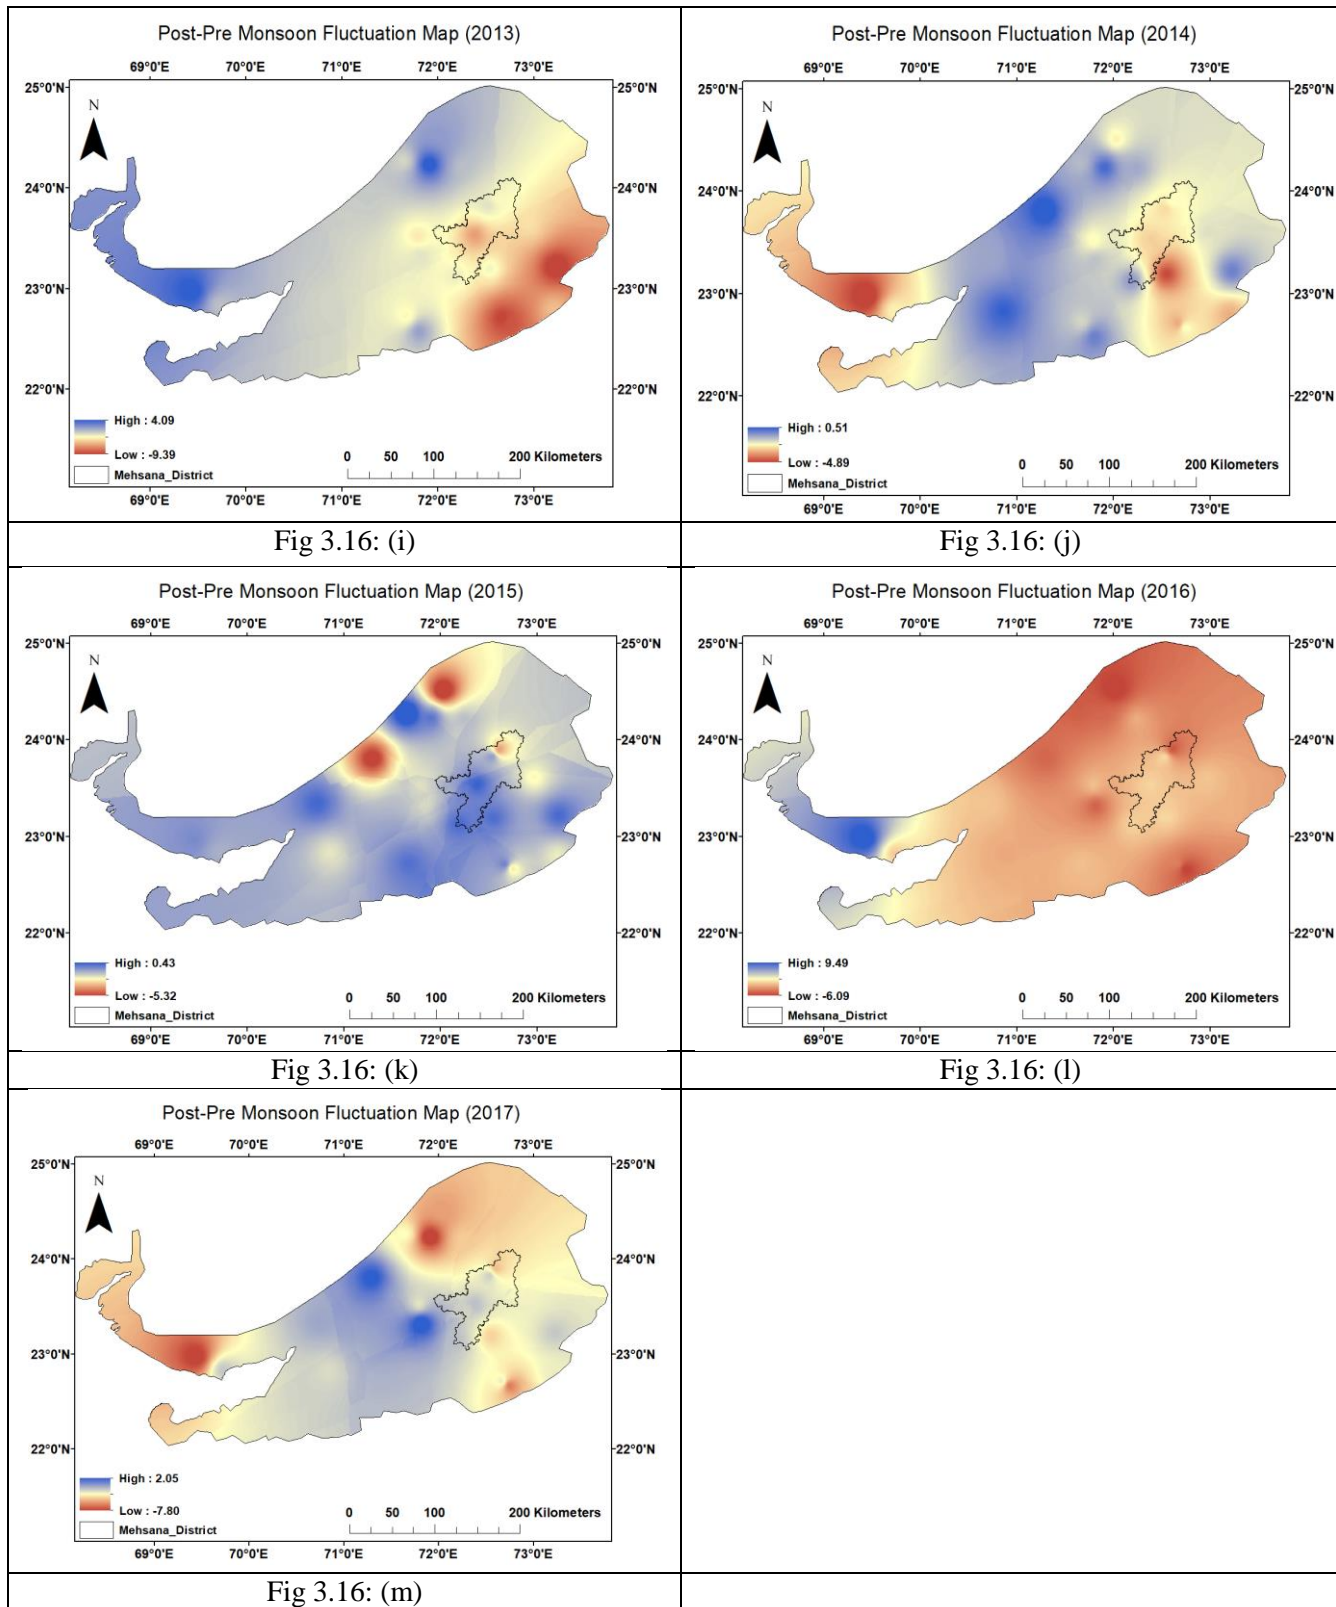 Post-Pre Monsoon Fluctuation Map (2013)
69°0'E 70°0'E 71°0'E 72°0'E 73°0'E
25°0'N 25°0'N
N
24°0'N 24°0'N
23°0'N 23°0'N
22°0'N 22°0'N
High : 4.09
Low : -9.39
Mehsana_District
0 50 100 200 Kilometers
69°0'E 70°0'E 71°0'E 72°0'E 73°0'E
Fig 3.16: (i)
Post-Pre Monsoon Fluctuation Map (2014)
69°0'E 70°0'E 71°0'E 72°0'E 73°0'E
25°0'N 25°0'N
N
24°0'N 24°0'N
23°0'N 23°0'N
22°0'N 22°0'N
High : 0.51
Low : -4.89
Mehsana_District
0 50 100 200 Kilometers
69°0'E 70°0'E 71°0'E 72°0'E 73°0'E
Fig 3.16: (j)
Post-Pre Monsoon Fluctuation Map (2015)
69°0'E 70°0'E 71°0'E 72°0'E 73°0'E
25°0'N 25°0'N
N
24°0'N 24°0'N
23°0'N 23°0'N
22°0'N 22°0'N
High : 0.43
Low : -5.32
Mehsana_District
0 50 100 200 Kilometers
69°0'E 70°0'E 71°0'E 72°0'E 73°0'E
Fig 3.16: (k)
Post-Pre Monsoon Fluctuation Map (2016)
69°0'E 70°0'E 71°0'E 72°0'E 73°0'E
25°0'N 25°0'N
N
24°0'N 24°0'N
23°0'N 23°0'N
22°0'N 22°0'N
High : 9.49
Low : -6.09
Mehsana_District
0 50 100 200 Kilometers
69°0'E 70°0'E 71°0'E 72°0'E 73°0'E
Fig 3.16: (l)
Post-Pre Monsoon Fluctuation Map (2017)
69°0'E 70°0'E 71°0'E 72°0'E 73°0'E
25°0'N 25°0'N
N
24°0'N 24°0'N
23°0'N 23°0'N
22°0'N 22°0'N
High : 2.05
Low : -7.80
Mehsana_District
0 50 100 200 Kilometers
69°0'E 70°0'E 71°0'E 72°0'E 73°0'E
Fig 3.16: (m)